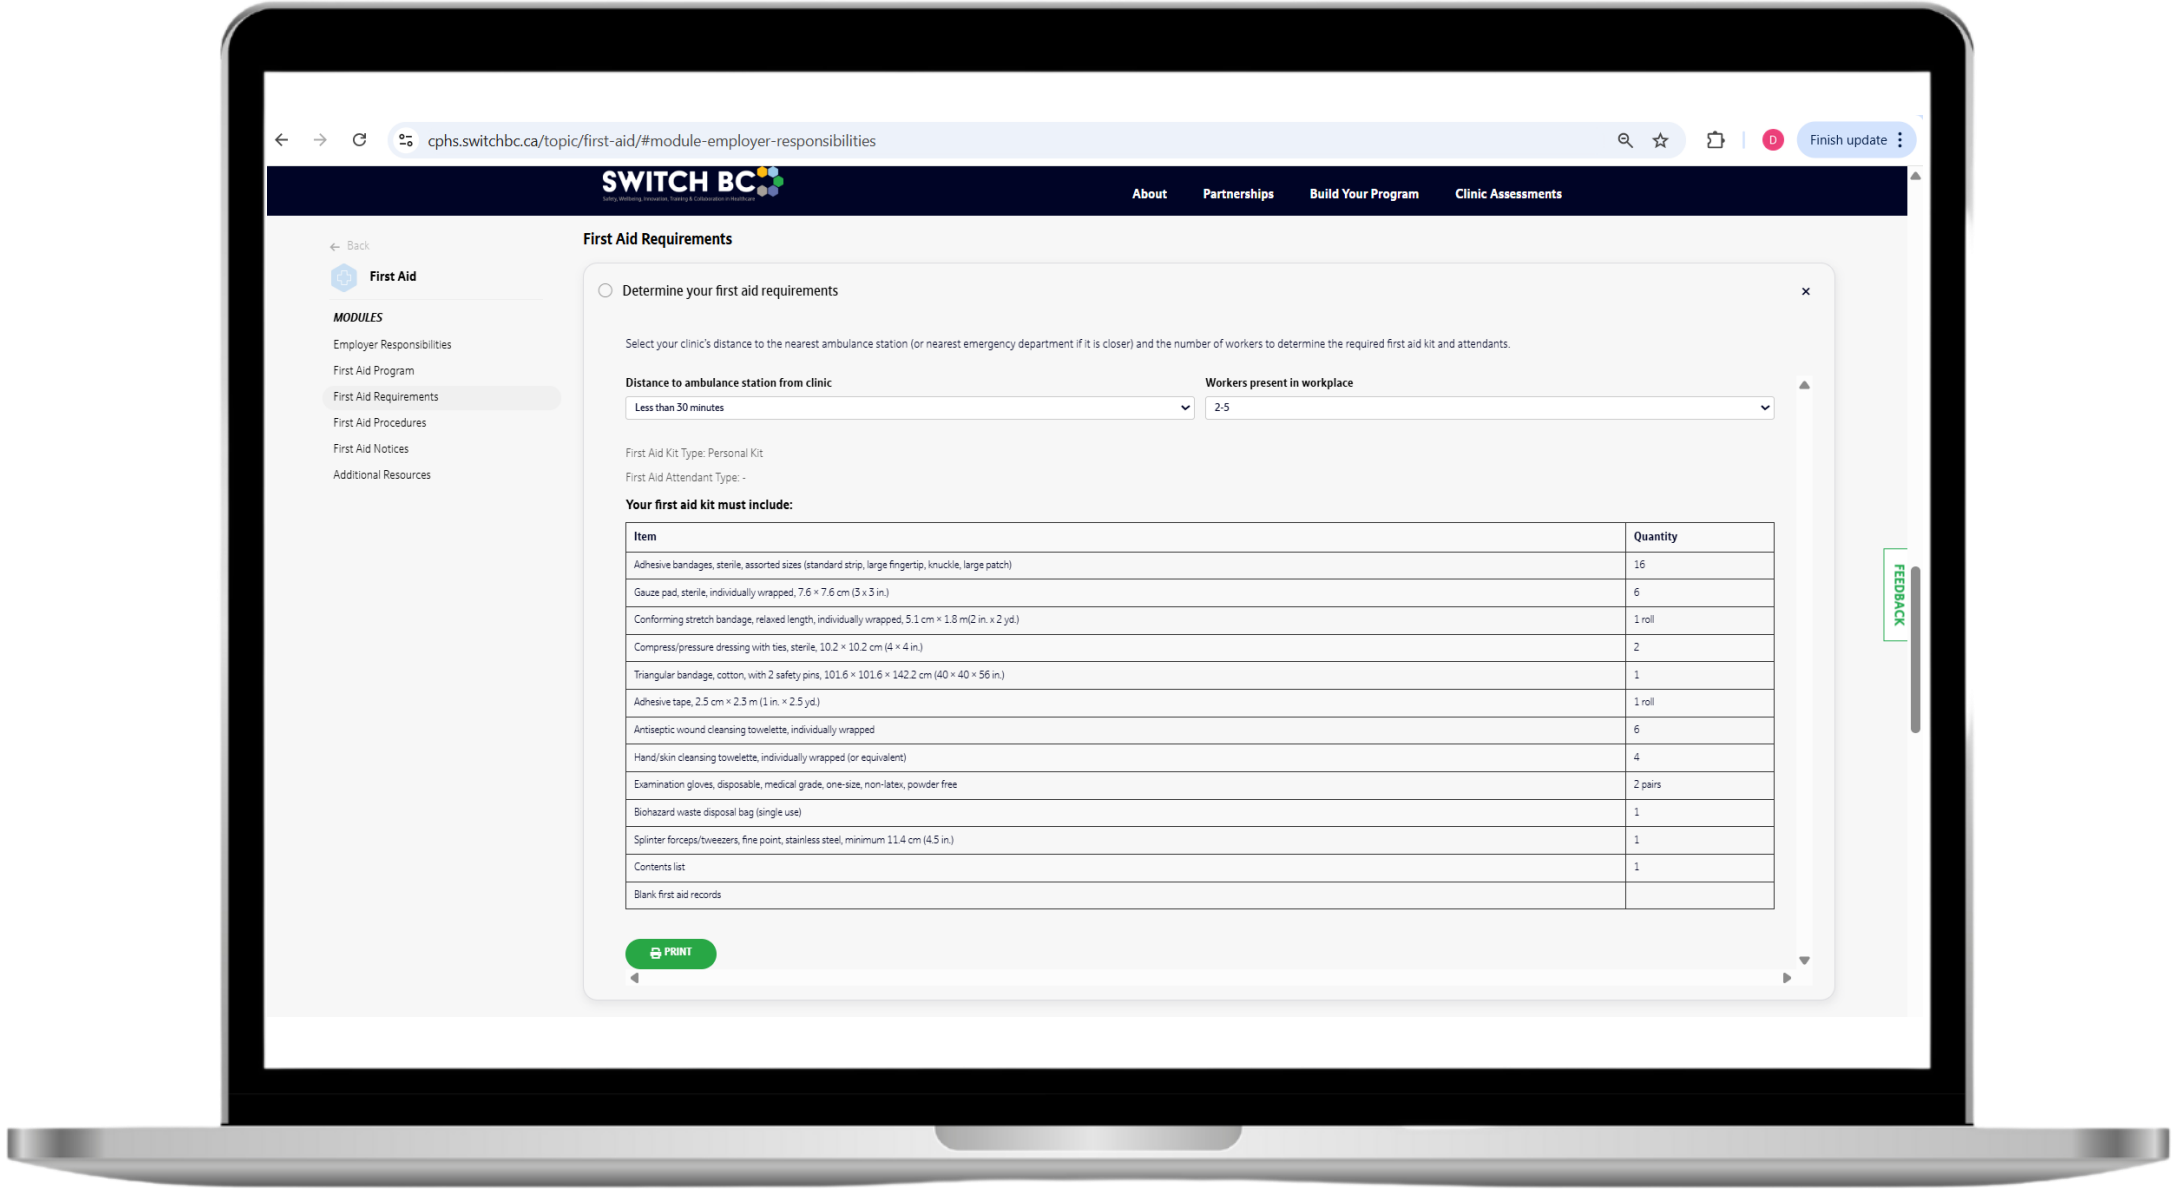 cphs.switchbc.ca/topic/first-aid/#module-employer-responsibilities
D
Finish update
SWITCH BC
Safety, Wellbeing, Innovation, Training & Collaboration in Healthcare
About
Partnerships
Build Your Program
Clinic Assessments
Back
First Aid
MODULES
Employer Responsibilities
First Aid Program
First Aid Requirements
First Aid Procedures
First Aid Notices
Additional Resources
First Aid Requirements
Determine your first aid requirements
Select your clinic's distance to the nearest ambulance station (or nearest emergency department if it is closer) and the number of workers to determine the required first aid kit and attendants.
Distance to ambulance station from clinic
Less than 30 minutes
Workers present in workplace
2-5
First Aid Kit Type: Personal Kit
First Aid Attendant Type: -
Your first aid kit must include:
Item Quantity
Adhesive bandages, sterile, assorted sizes (standard strip, large fingertip, knuckle, large patch) 16
Gauze pad, sterile, individually wrapped, 7.6 × 7.6 cm (3 x 3 in.) 6
Conforming stretch bandage, relaxed length, individually wrapped, 5.1 cm × 1.8 m(2 in. x 2 yd.) 1 roll
Compress/pressure dressing with ties, sterile, 10.2 × 10.2 cm (4 × 4 in.) 2
Triangular bandage, cotton, with 2 safety pins, 101.6 × 101.6 × 142.2 cm (40 × 40 × 56 in.) 1
Adhesive tape, 2.5 cm × 2.3 m (1 in. × 2.5 yd.) 1 roll
Antiseptic wound cleansing towelette, individually wrapped 6
Hand/skin cleansing towelette, individually wrapped (or equivalent) 4
Examination gloves, disposable, medical grade, one-size, non-latex, powder free 2 pairs
Biohazard waste disposal bag (single use) 1
Splinter forceps/tweezers, fine point, stainless steel, minimum 11.4 cm (4.5 in.) 1
Contents list 1
Blank first aid records
PRINT
FEEDBACK